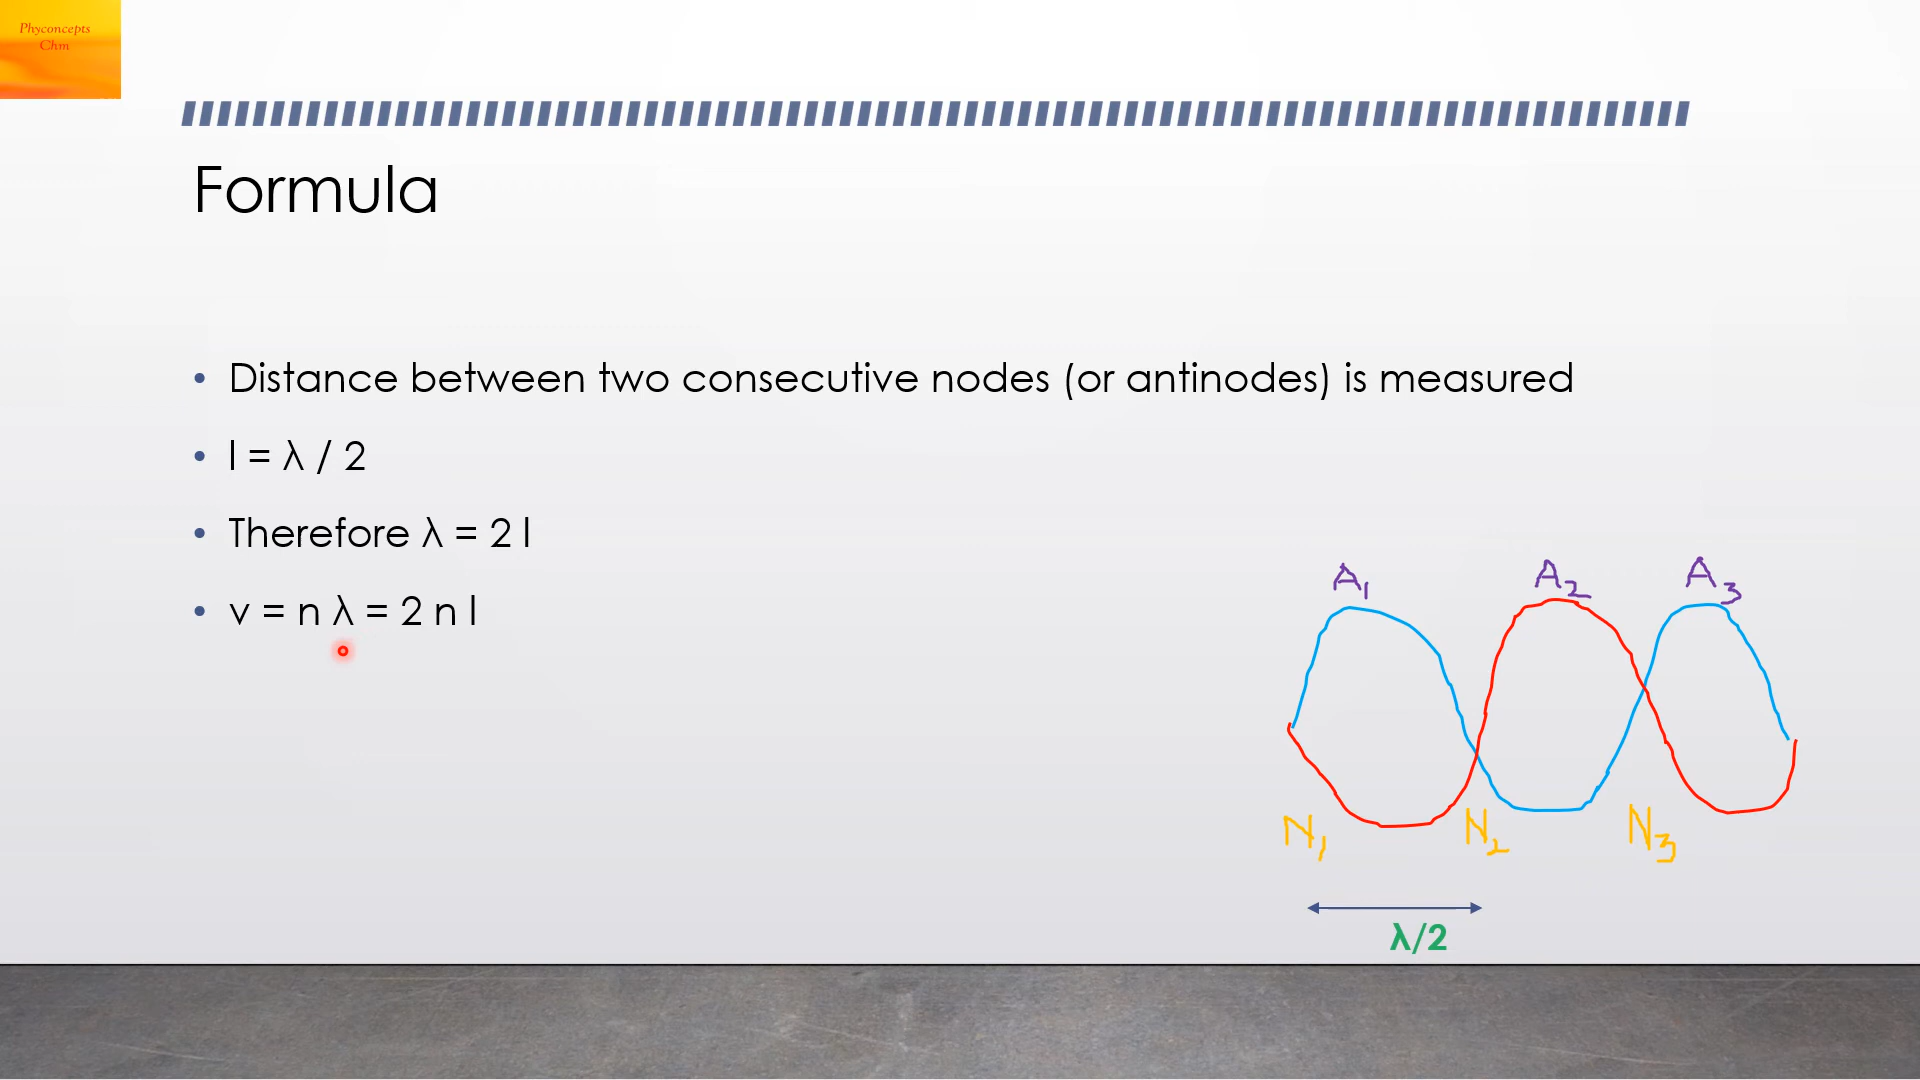 Phyconcepts
Chm
Formula
• Distance between two consecutive nodes (or antinodes) is measured
• l = λ / 2
• Therefore λ = 2 l
• v = n λ = 2 n l
A₁ A₂ A₃
N₁ N₂ N₃
λ/2